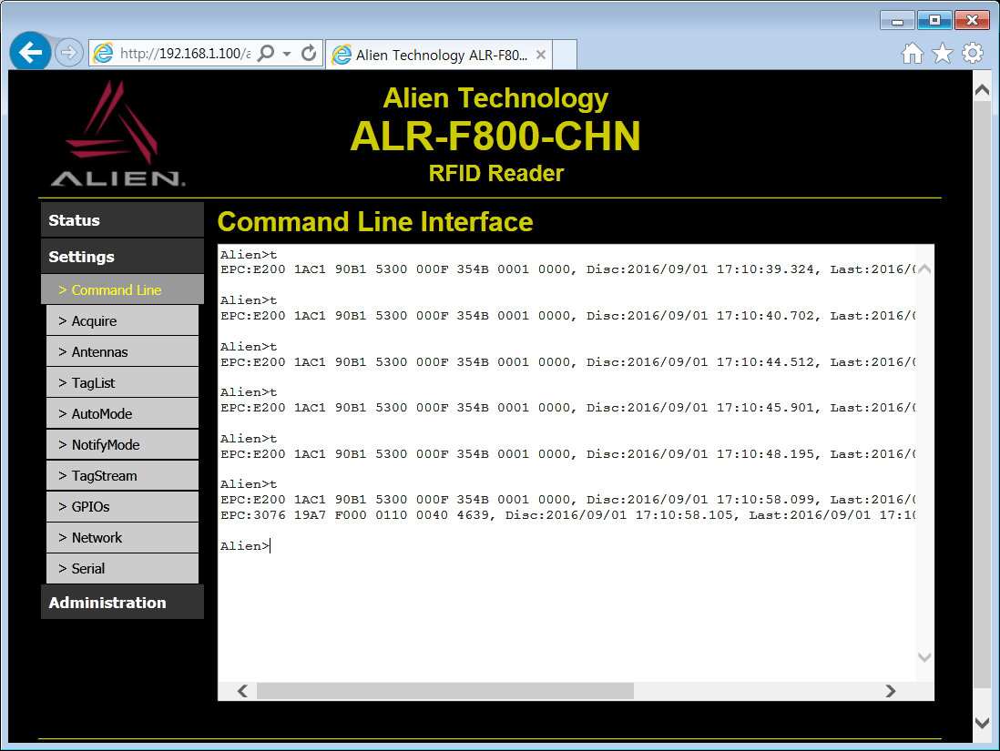 http://192.168.1.100/a
Alien Technology ALR-F80...
ALIEN.
Alien Technology
ALR-F800-CHN
RFID Reader
Status
Settings
> Command Line
> Acquire
> Antennas
> TagList
> AutoMode
> NotifyMode
> TagStream
> GPIOs
> Network
> Serial
Administration
Command Line Interface
Alien>t
EPC:E200 1AC1 90B1 5300 000F 354B 0001 0000, Disc:2016/09/01 17:10:39.324, Last:2016/0
Alien>t
EPC:E200 1AC1 90B1 5300 000F 354B 0001 0000, Disc:2016/09/01 17:10:40.702, Last:2016/0
Alien>t
EPC:E200 1AC1 90B1 5300 000F 354B 0001 0000, Disc:2016/09/01 17:10:44.512, Last:2016/0
Alien>t
EPC:E200 1AC1 90B1 5300 000F 354B 0001 0000, Disc:2016/09/01 17:10:45.901, Last:2016/0
Alien>t
EPC:E200 1AC1 90B1 5300 000F 354B 0001 0000, Disc:2016/09/01 17:10:48.195, Last:2016/0
Alien>t
EPC:E200 1AC1 90B1 5300 000F 354B 0001 0000, Disc:2016/09/01 17:10:58.099, Last:2016/0
EPC:3076 19A7 F000 0110 0040 4639, Disc:2016/09/01 17:10:58.105, Last:2016/09/01 17:10
Alien>